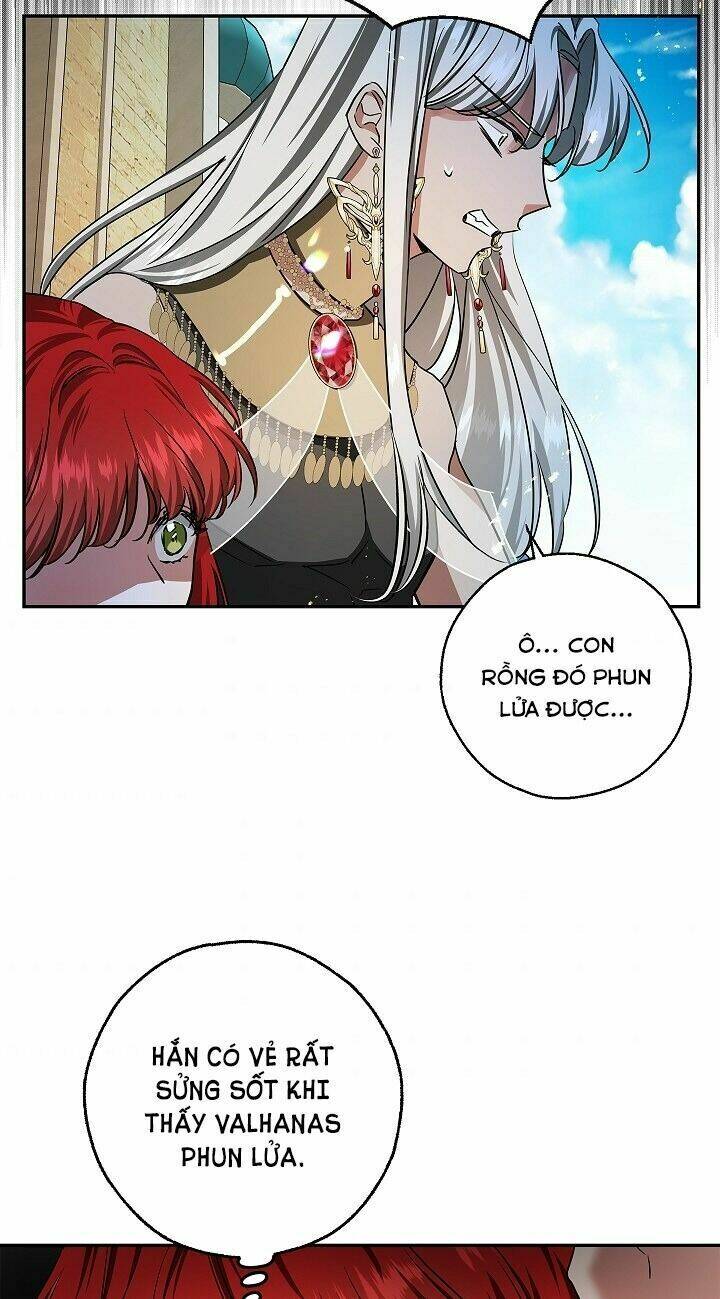 Ô... CON
RỒNG ĐÓ PHUN
LỬA ĐƯỢC...
HẮN CÓ VẺ RẤT
SỬNG SỐT KHI
THẤY VALHANAS
PHUN LỬA.